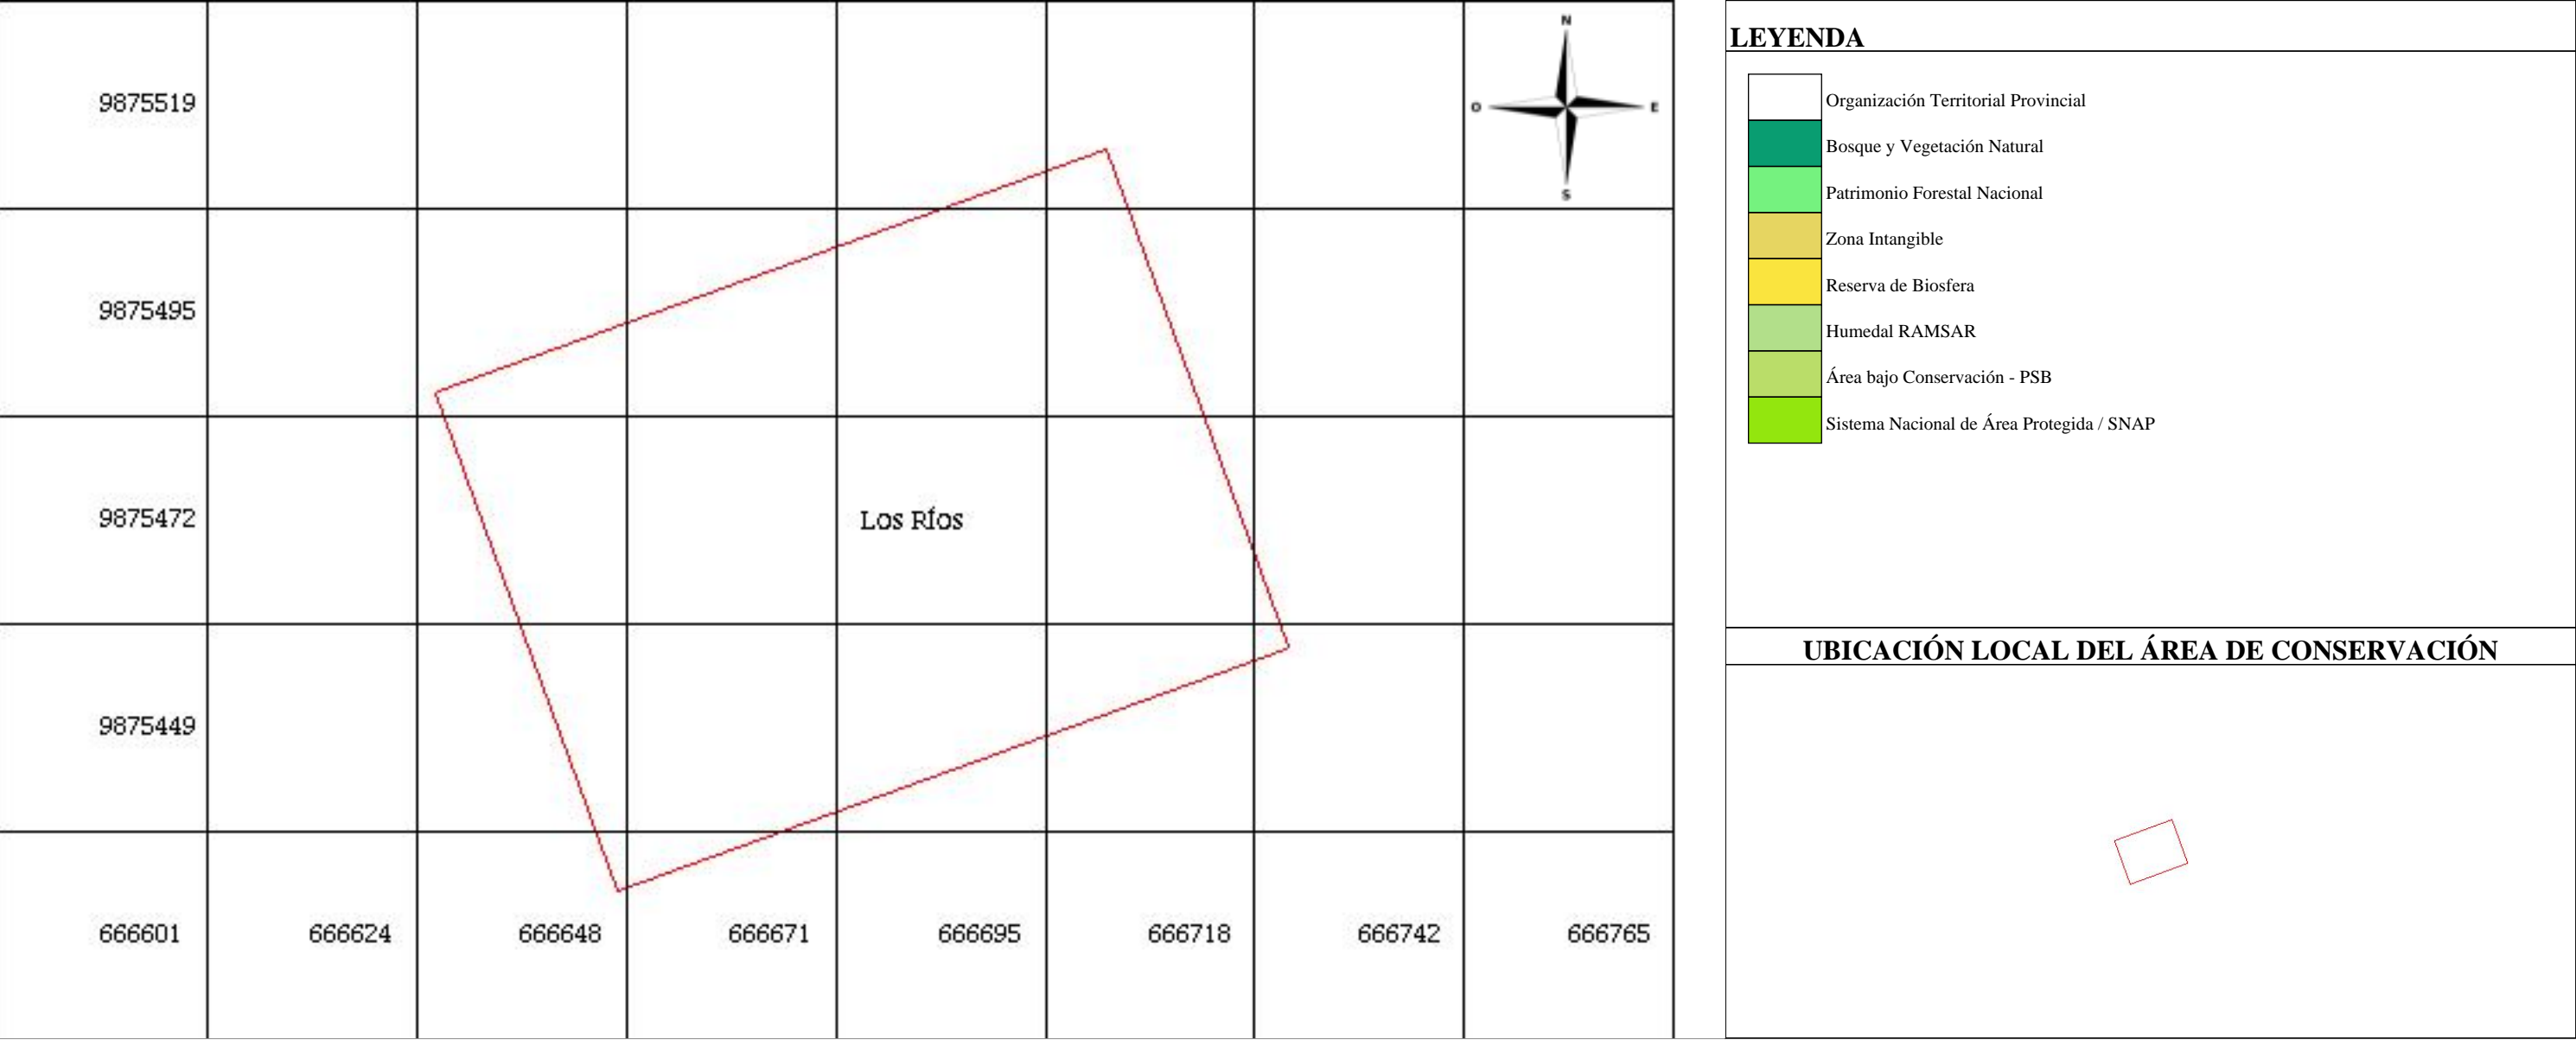 N
O
E
S
9875519
9875495
9875472
Los RÍos
9875449
666601
666624
666648
666671
666695
666718
666742
666765
LEYENDA
Organización Territorial Provincial
Bosque y Vegetación Natural
Patrimonio Forestal Nacional
Zona Intangible
Reserva de Biosfera
Humedal RAMSAR
Área bajo Conservación - PSB
Sistema Nacional de Área Protegida / SNAP
UBICACIÓN LOCAL DEL ÁREA DE CONSERVACIÓN